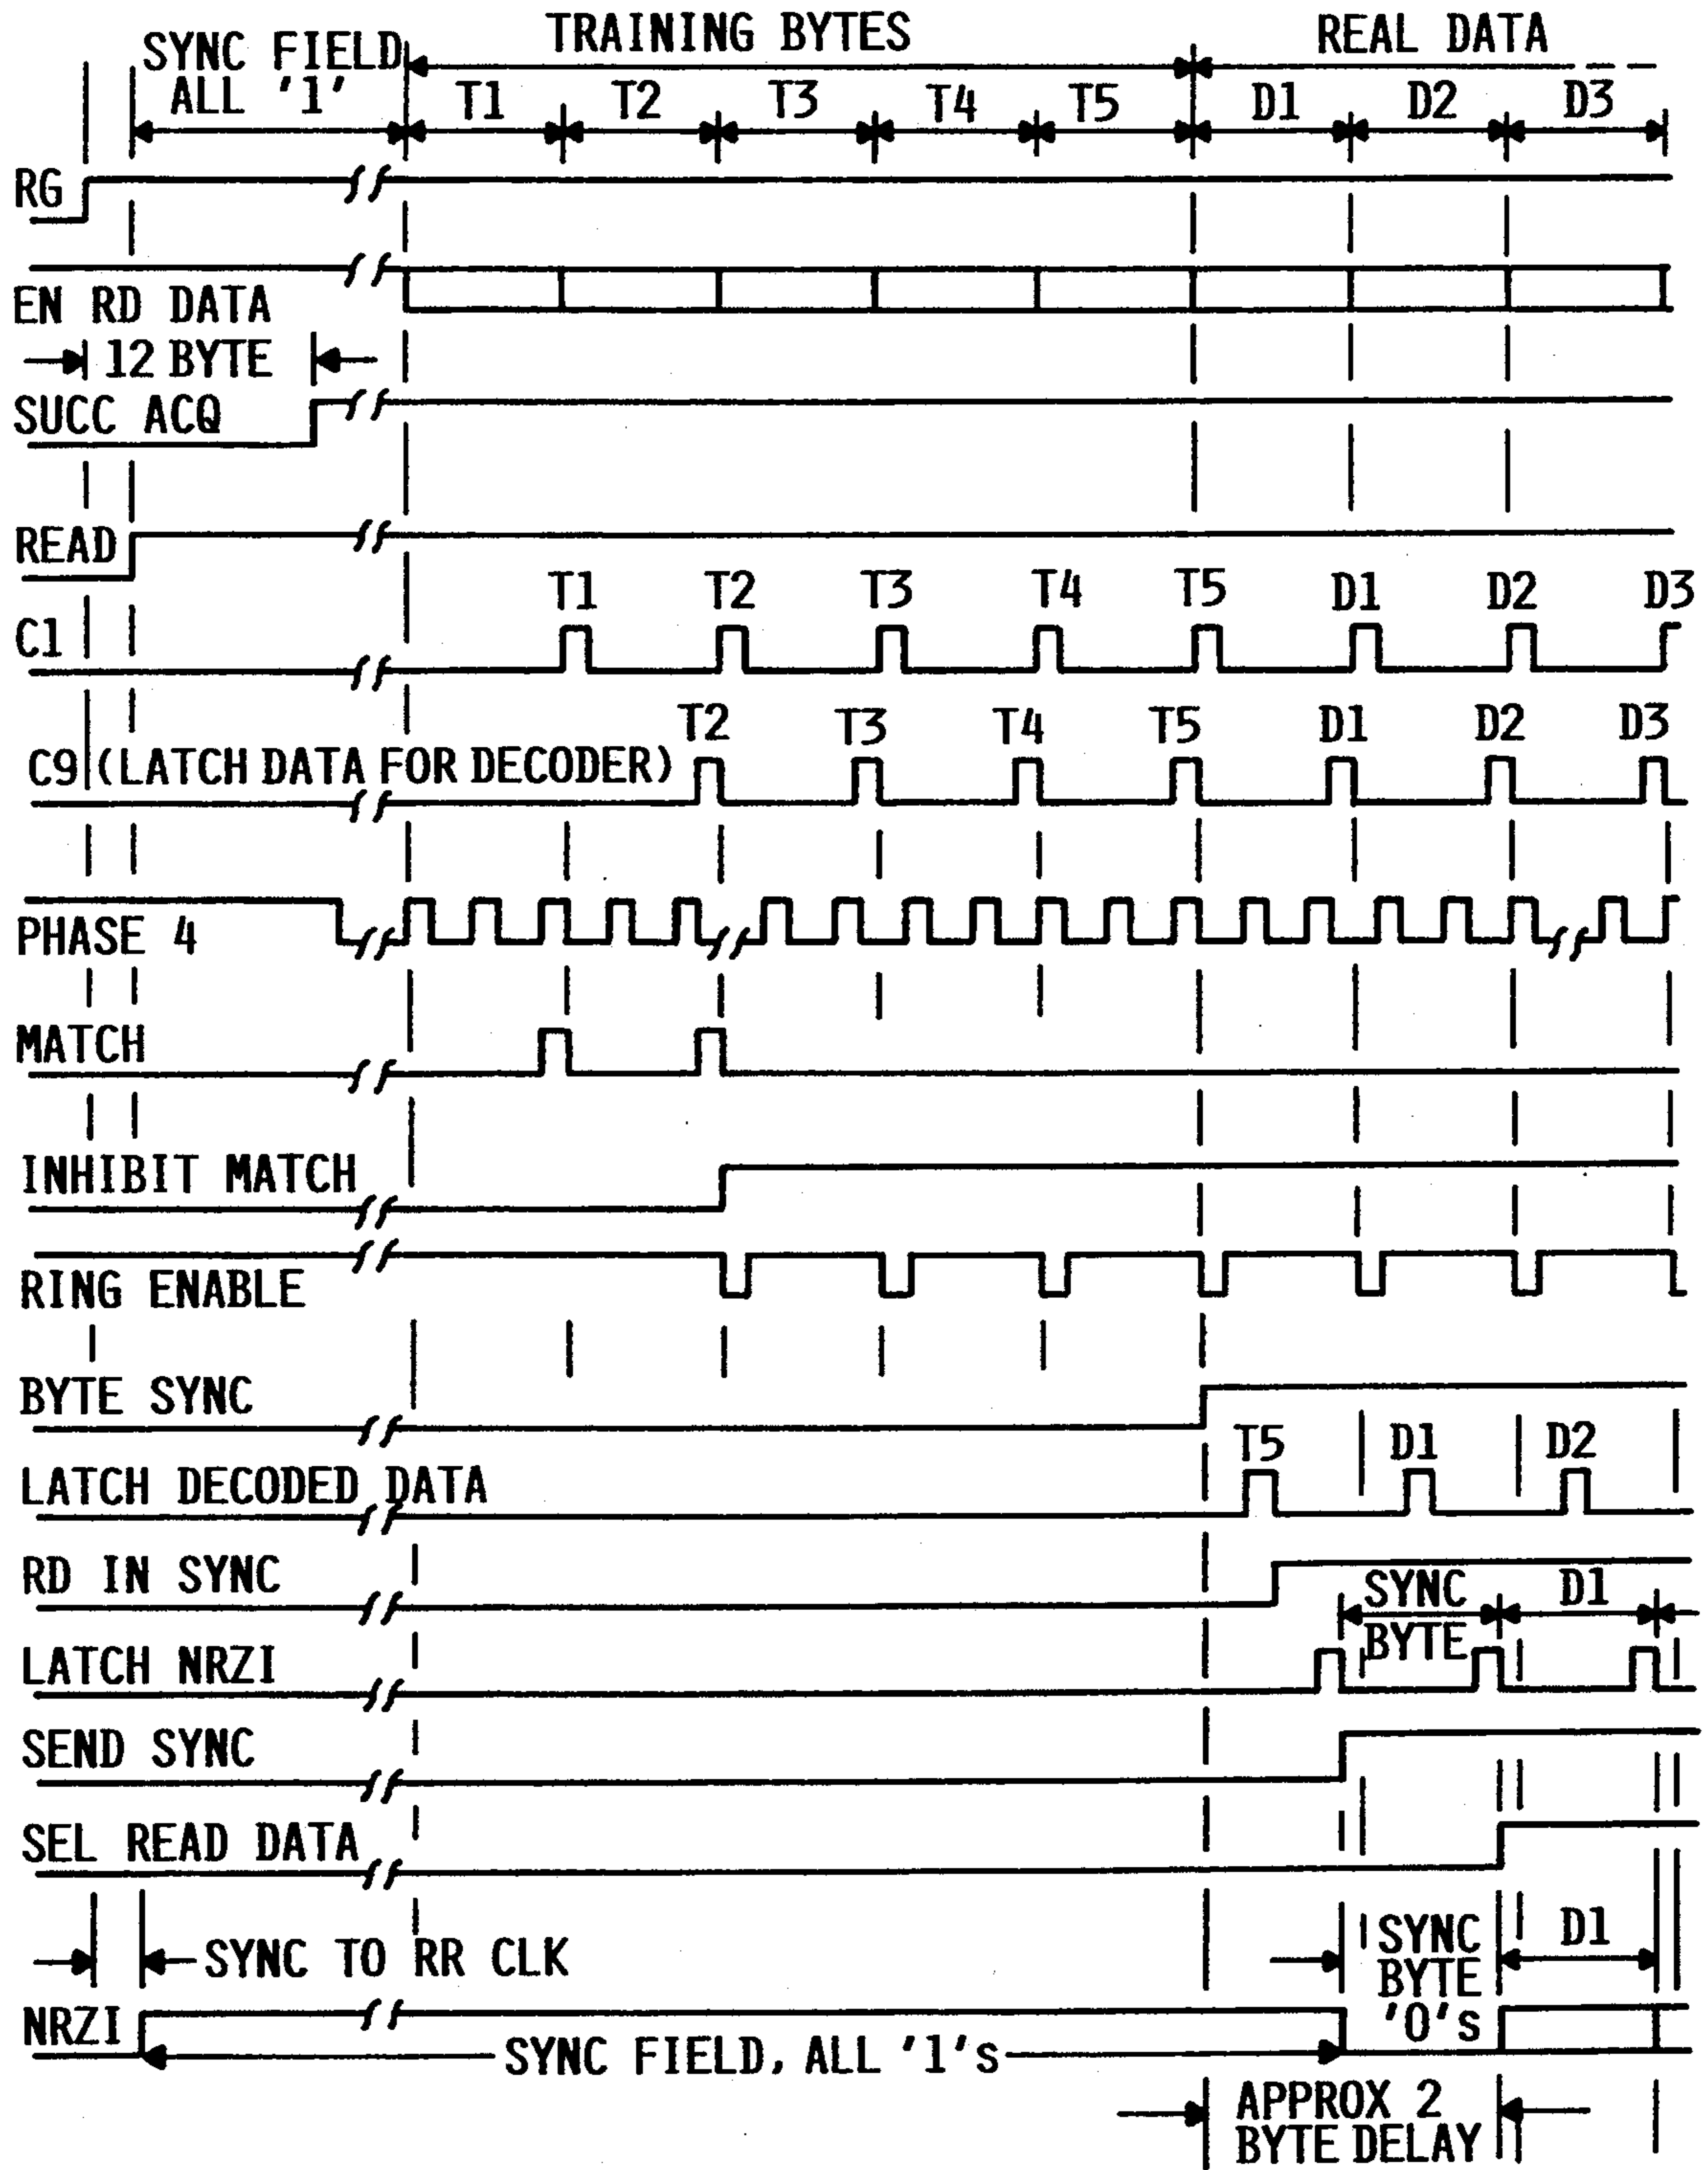 TRAINING BYTES
REAL DATA
SYNC FIELD
ALL '1'
T1 T2 T3 T4 T5 D1 D2 D3
RG
EN RD DATA
12 BYTE
SUCC ACQ
READ
T1 T2 T3 T4 T5 D1 D2 D3
C1
T2 T3 T4 T5 D1 D2 D3
C9 (LATCH DATA FOR DECODER)
PHASE 4
MATCH
INHIBIT MATCH
RING ENABLE
BYTE SYNC
T5 D1 D2
LATCH DECODED DATA
RD IN SYNC
SYNC
BYTE
D1
LATCH NRZI
SEND SYNC
SEL READ DATA
SYNC TO RR CLK
SYNC
BYTE
'0's
D1
NRZI
SYNC FIELD, ALL '1's
APPROX 2
BYTE DELAY